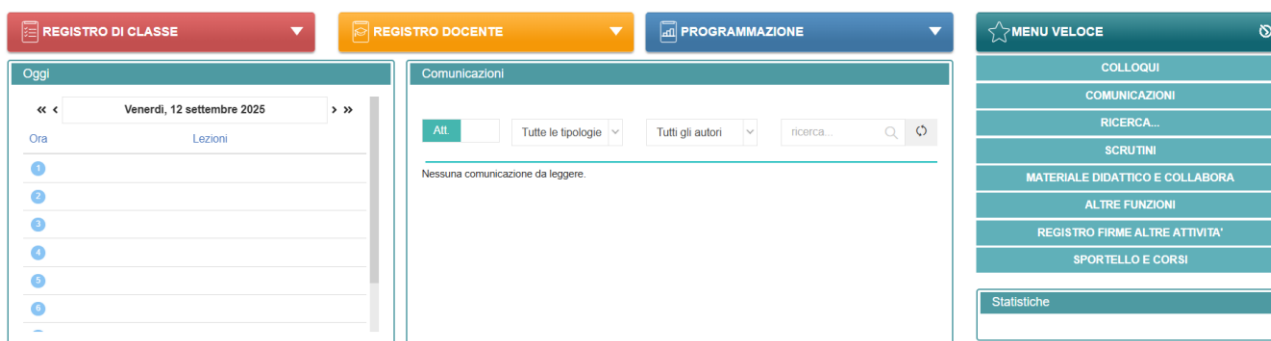 REGISTRO DI CLASSE
REGISTRO DOCENTE
PROGRAMMAZIONE
MENU VELOCE
Oggi
« < Venerdì, 12 settembre 2025 > »
Ora Lezioni
1
2
3
4
5
6
Comunicazioni
Att. Tutte le tipologie Tutti gli autori ricerca...
Nessuna comunicazione da leggere.
COLLOQUI
COMUNICAZIONI
RICERCA...
SCRUTINI
MATERIALE DIDATTICO E COLLABORA
ALTRE FUNZIONI
REGISTRO FIRME ALTRE ATTIVITA'
SPORTELLO E CORSI
Statistiche